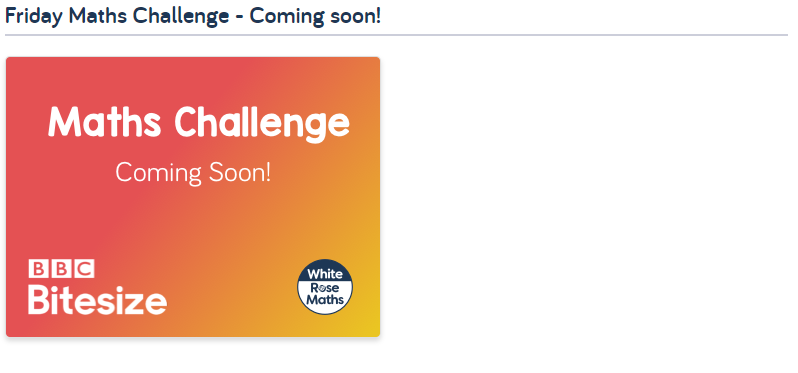 Friday Maths Challenge - Coming soon!
Maths Challenge
Coming Soon!
BBC
Bitesize
White
Rose
Maths